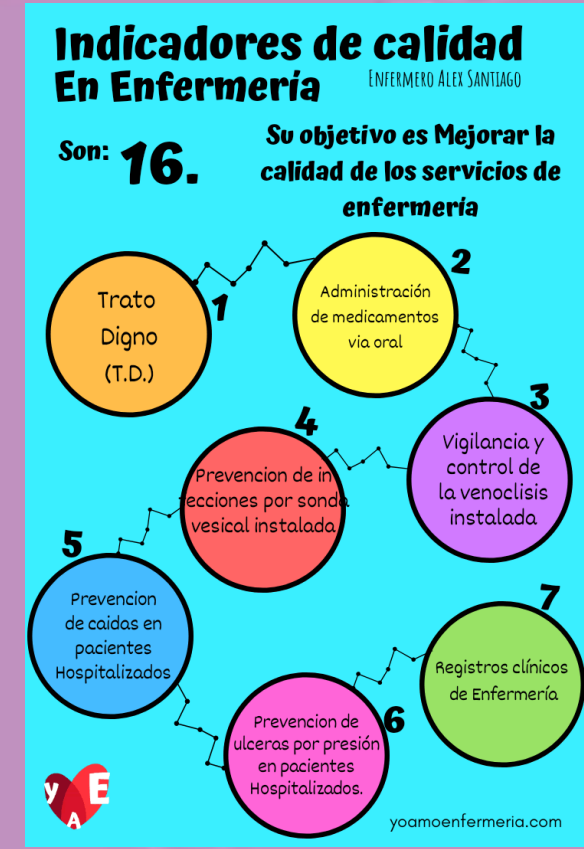 Indicadores de calidad
En Enfermería
Enfermero Alex Santiago
Son: 16.
Su objetivo es Mejorar la
calidad de los servicios de
enfermería
1
Trato
Digno
(T.D.)
2
Administración
de medicamentos
via oral
3
Vigilancia y
control de
la venoclisis
instalada
4
Prevencion de in
ecciones por sonda
vesical instalada
5
Prevencion
de caidas en
pacientes
Hospitalizados
6
Prevencion de
ulceras por presión
en pacientes
Hospitalizados.
7
Registros clínicos
de Enfermería
y A E
yoamoenfermeria.com